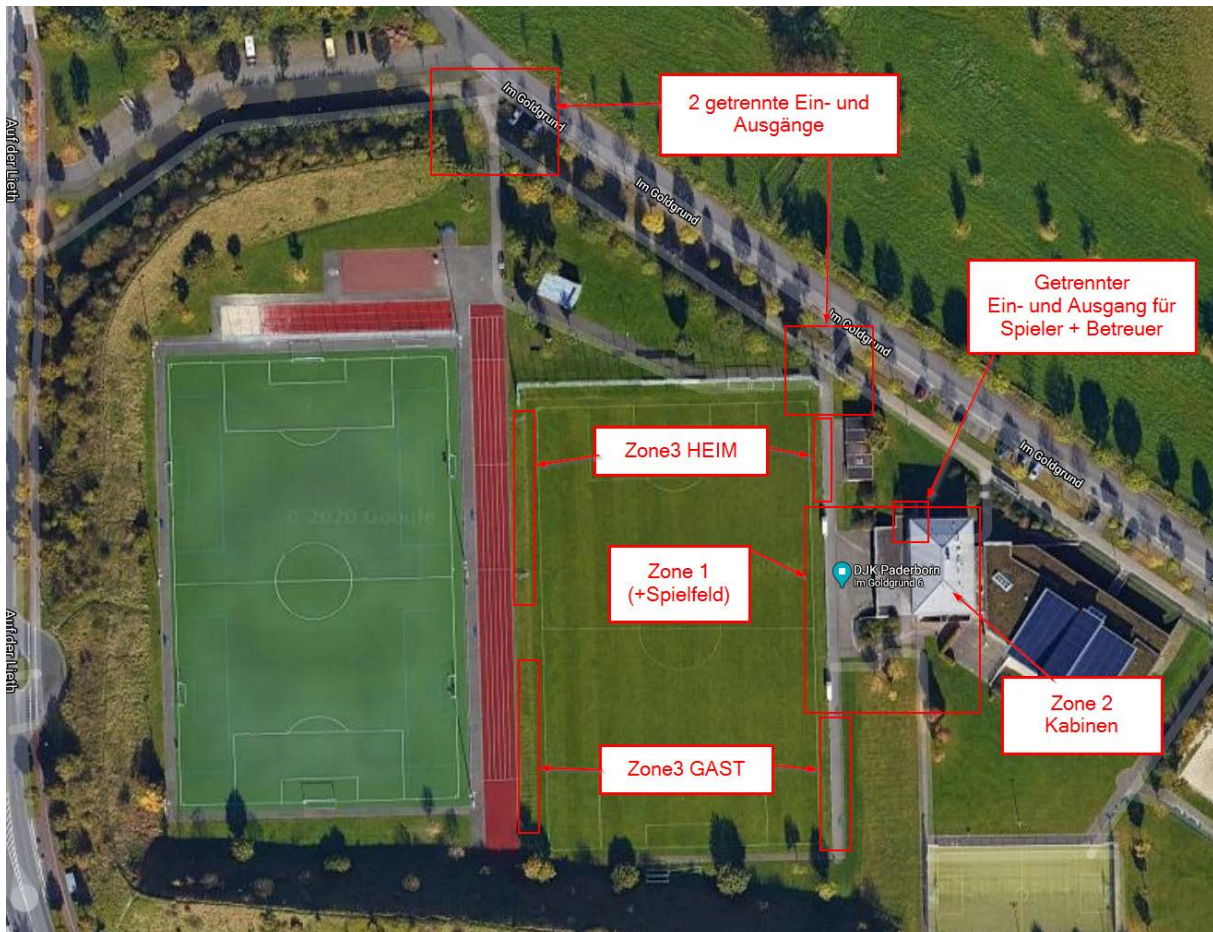 Im Goldgrund
2 getrennte Ein- und
Ausgänge
Auf der Lieth
Im Goldgrund
Im Goldgrund
Getrennter
Ein- und Ausgang für
Spieler + Betreuer
Im Goldgrund
Zone3 HEIM
Im Goldgrund
© 2020 Google
Zone 1
(+Spielfeld)
DJK Paderborn
Im Goldgrund 6
Auf der Lieth
Zone 2
Kabinen
Zone3 GAST